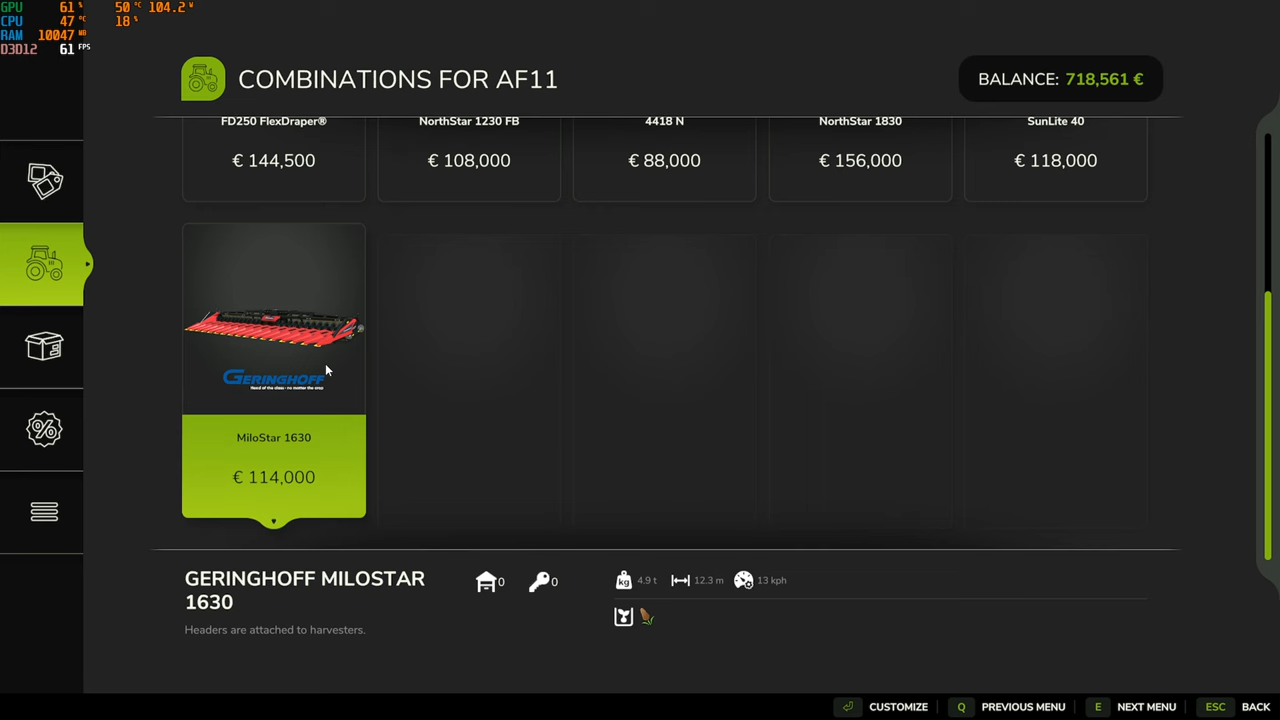 GPU 61 % 50 °C 104.2 W
CPU 47 °C 18 %
RAM 10047 MB
D3D12 61 FPS
COMBINATIONS FOR AF11
BALANCE: 718,561 €
FD250 FlexDraper® NorthStar 1230 FB 4418 N NorthStar 1830 SunLite 40
€ 144,500 € 108,000 € 88,000 € 156,000 € 118,000
GERINGHOFF
MiloStar 1630
€ 114,000
GERINGHOFF MILOSTAR
1630
Headers are attached to harvesters.
0 0
kg 4.9 t 12.3 m 13 kph
CUSTOMIZE Q PREVIOUS MENU E NEXT MENU ESC BACK